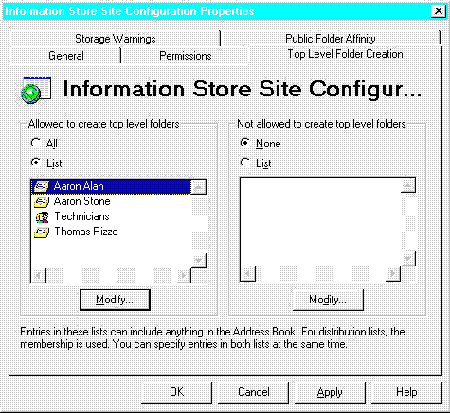 Information Store Site Configuration Properties
Storage Warnings
Public Folder Affinity
General
Permissions
Top Level Folder Creation
Information Store Site Configur...
Allowed to create top level folders
All
List
Aaron Alan
Aaron Stone
Technicians
Thomas Rizzo
Modify...
Not allowed to create top level folders
None
List
Modify...
Entries in these lists can include anything in the Address Book. For distribution lists, the
membership is used. You can specify entries in both lists at the same time.
OK
Cancel
Apply
Help